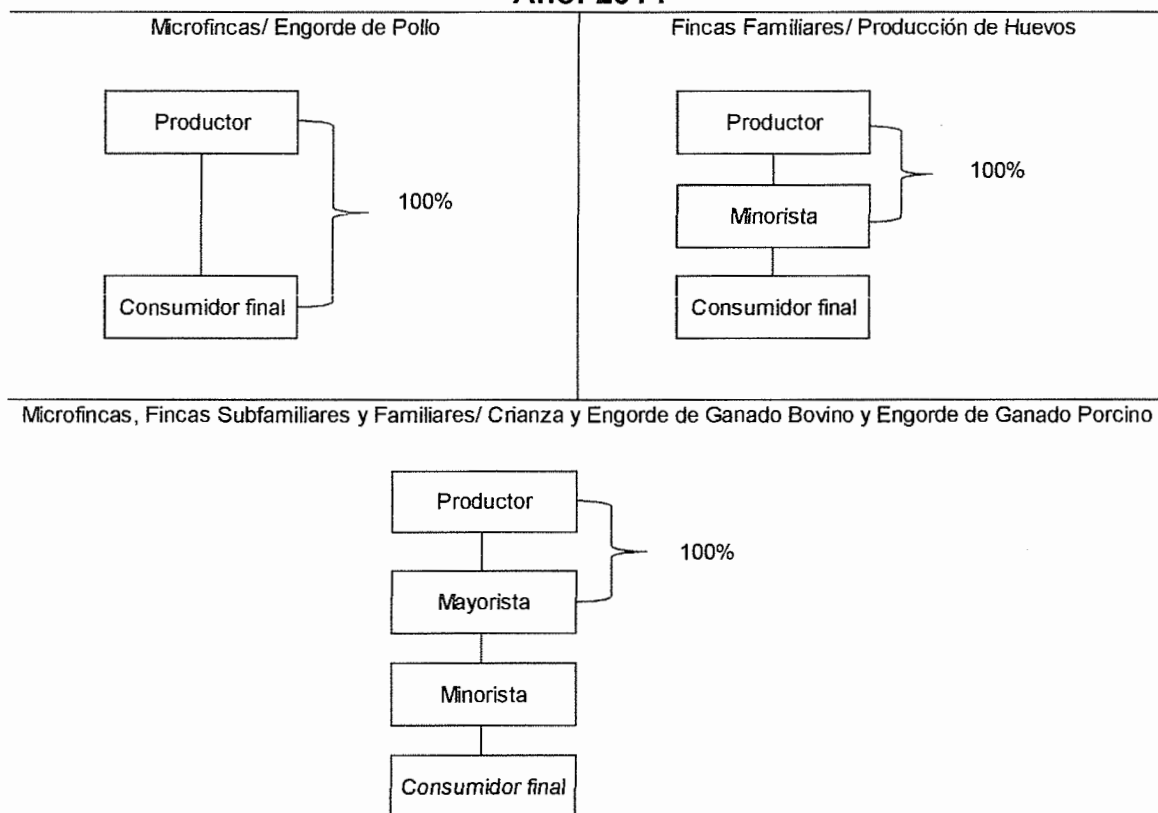 Microfincas/ Engorde de Pollo
Productor
100%
Consumidor final
Fincas Familiares/ Producción de Huevos
Productor
100%
Minorista
Consumidor final
Microfincas, Fincas Subfamiliares y Familiares/ Crianza y Engorde de Ganado Bovino y Engorde de Ganado Porcino
Productor
100%
Mayorista
Minorista
Consumidor final